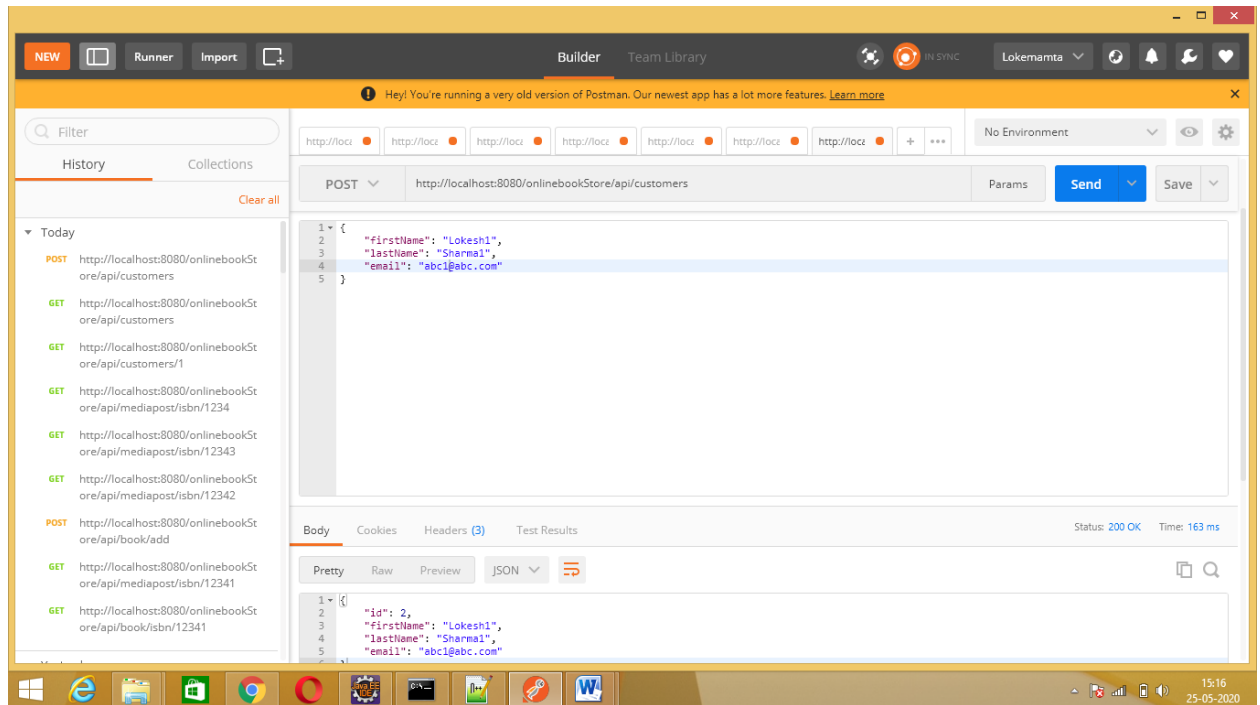 NEW Runner Import Builder Team Library IN SYNC Lokemamta
Hey! You're running a very old version of Postman. Our newest app has a lot more features. Learn more
Filter
History Collections
Clear all
Today
POST http://localhost:8080/onlinebookSt
ore/api/customers
GET http://localhost:8080/onlinebookSt
ore/api/customers
GET http://localhost:8080/onlinebookSt
ore/api/customers/1
GET http://localhost:8080/onlinebookSt
ore/api/mediapost/isbn/1234
GET http://localhost:8080/onlinebookSt
ore/api/mediapost/isbn/12343
GET http://localhost:8080/onlinebookSt
ore/api/mediapost/isbn/12342
POST http://localhost:8080/onlinebookSt
ore/api/book/add
GET http://localhost:8080/onlinebookSt
ore/api/mediapost/isbn/12341
GET http://localhost:8080/onlinebookSt
ore/api/book/isbn/12341
http://loca http://loca http://loca http://loca http://loca http://loca http://loca + ••• No Environment
POST http://localhost:8080/onlinebookStore/api/customers Params Send Save
1 {
2 "firstName": "Lokesh1",
3 "lastName": "Sharma1",
4 "email": "abc1@abc.com"
5 }
Body Cookies Headers (3) Test Results Status: 200 OK Time: 163 ms
Pretty Raw Preview JSON
1 {
2 "id": 2,
3 "firstName": "Lokesh1",
4 "lastName": "Sharma1",
5 "email": "abc1@abc.com"
15:16
25-05-2020